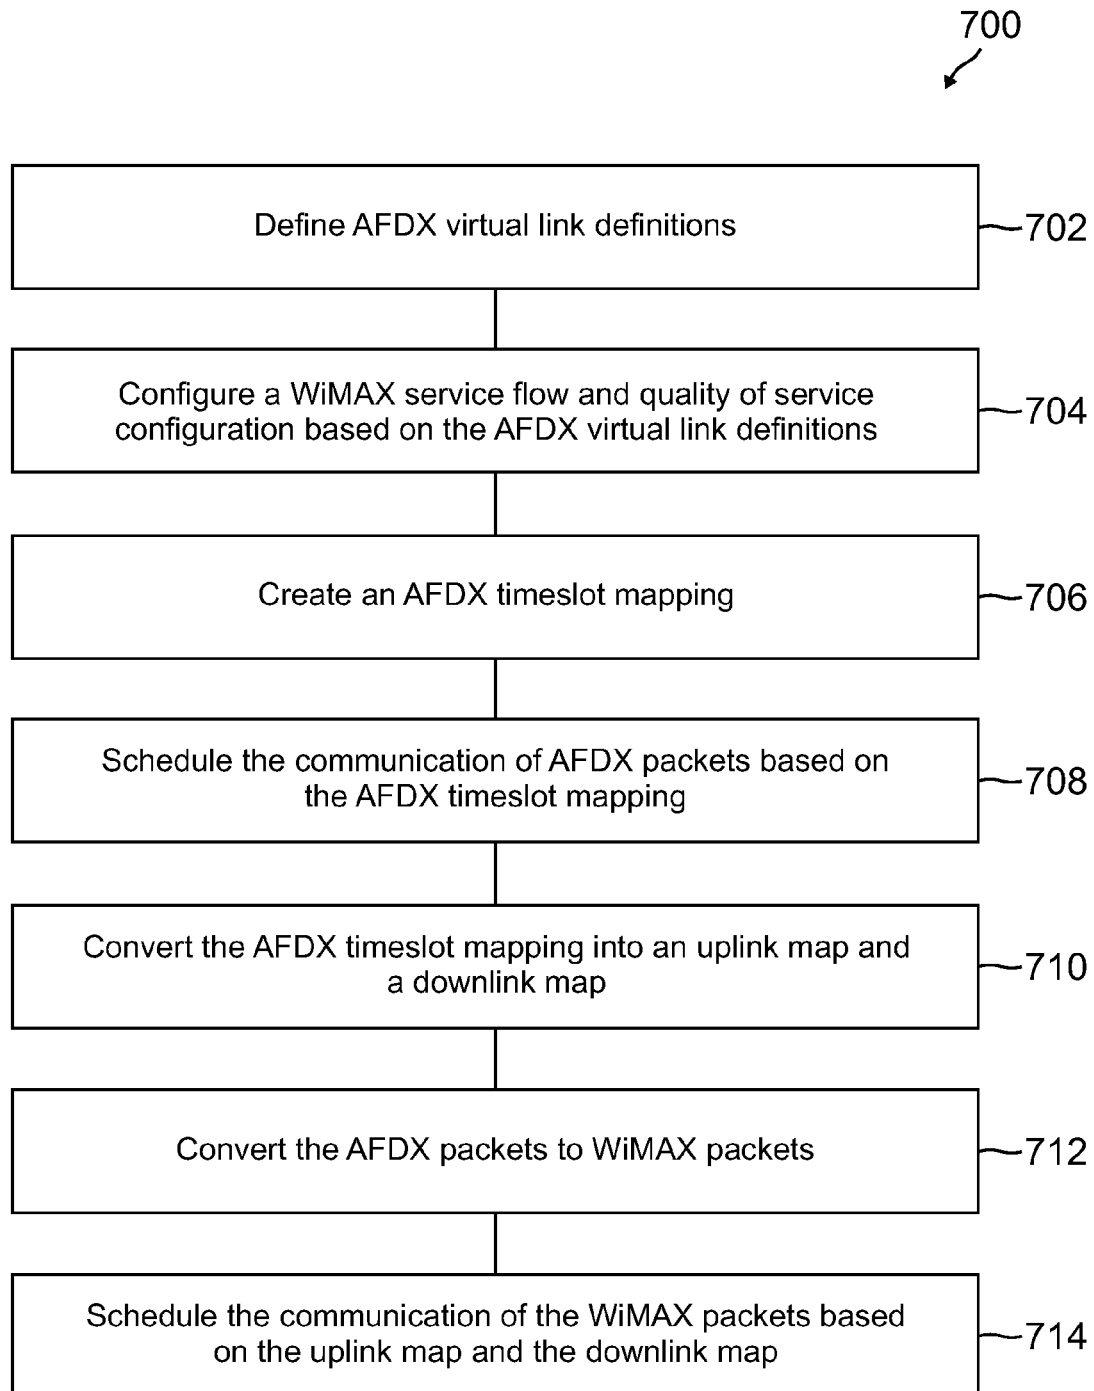 700
Define AFDX virtual link definitions
702
Configure a WiMAX service flow and quality of service
configuration based on the AFDX virtual link definitions
704
Create an AFDX timeslot mapping
706
Schedule the communication of AFDX packets based on
the AFDX timeslot mapping
708
Convert the AFDX timeslot mapping into an uplink map and
a downlink map
710
Convert the AFDX packets to WiMAX packets
712
Schedule the communication of the WiMAX packets based
on the uplink map and the downlink map
714